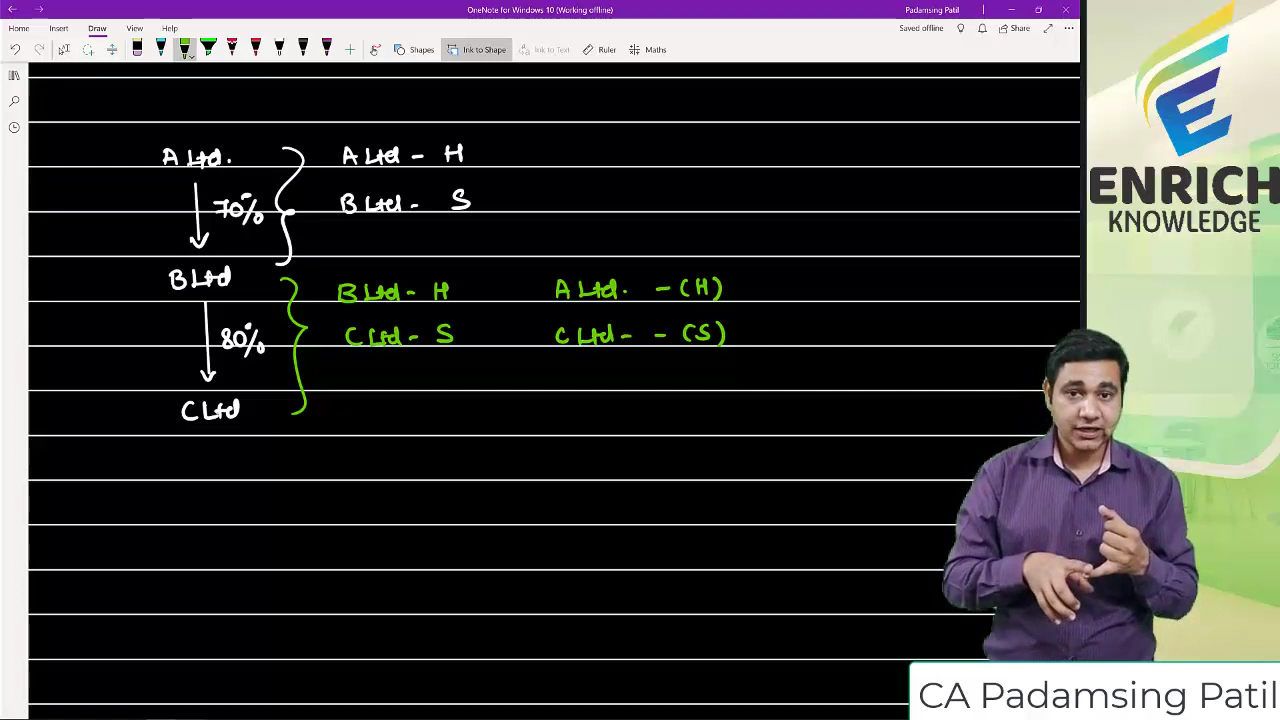 OneNote for Windows 10 (Working offline)
Padamsing Patil
Home Insert Draw View Help
Saved offline
Share
Shapes
Ink to Shape
Ink to Text
Ruler
Maths
A Ltd. A Ltd - H
70% B Ltd - S
B Ltd
B Ltd - H A Ltd. - (H)
80% C Ltd - S C Ltd - - (S)
C Ltd
ENRICH
KNOWLEDGE
CA Padamsing Patil